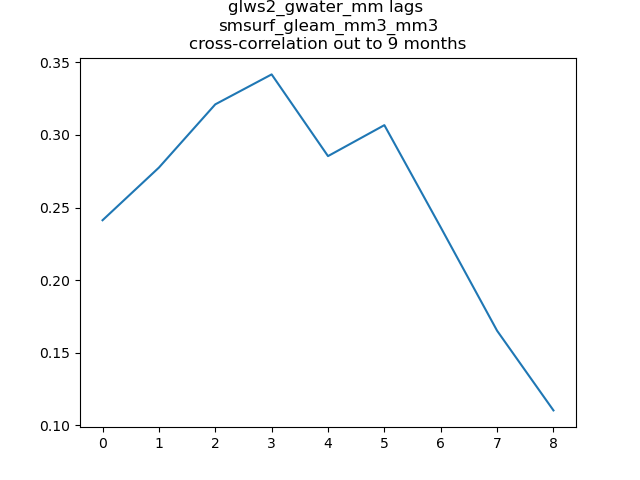 glws2_gwater_mm lags
smsurf_gleam_mm3_mm3
cross-correlation out to 9 months
0.35
0.30
0.25
0.20
0.15
0.10
0 1 2 3 4 5 6 7 8